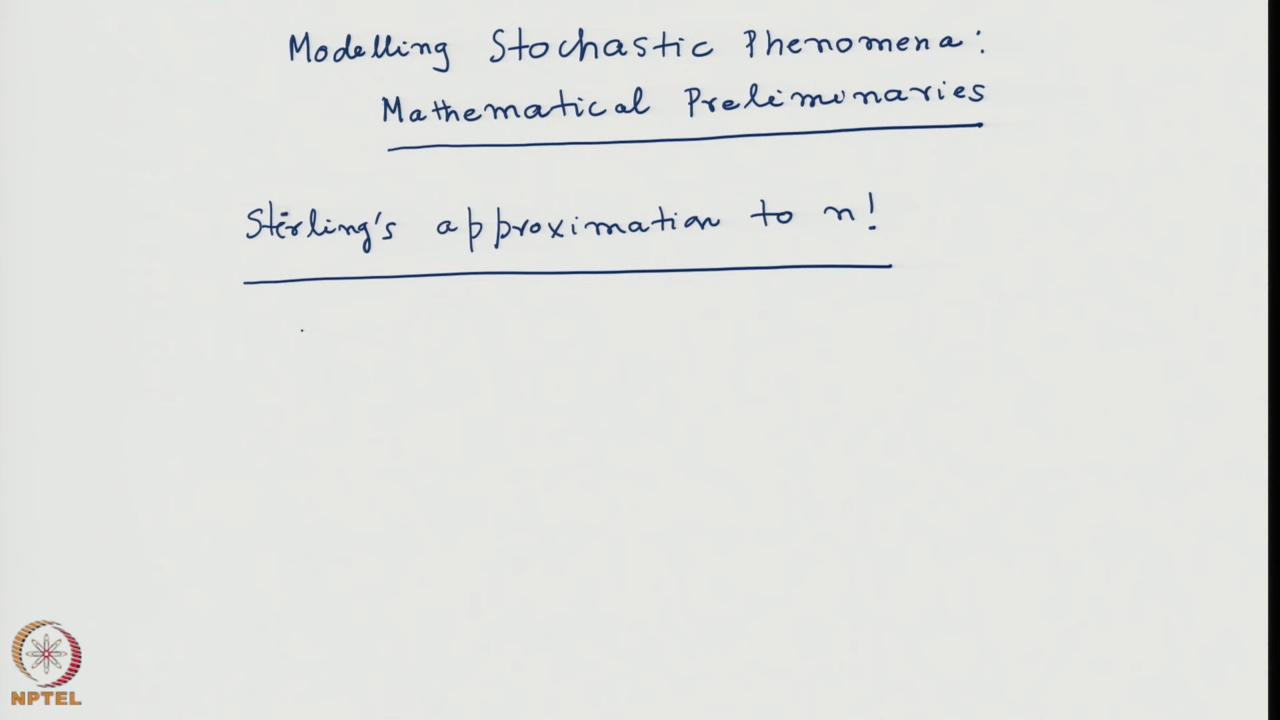 Modelling Stochastic Phenomena:
Mathematical Preliminaries
Stirling's approximation to n!
NPTEL